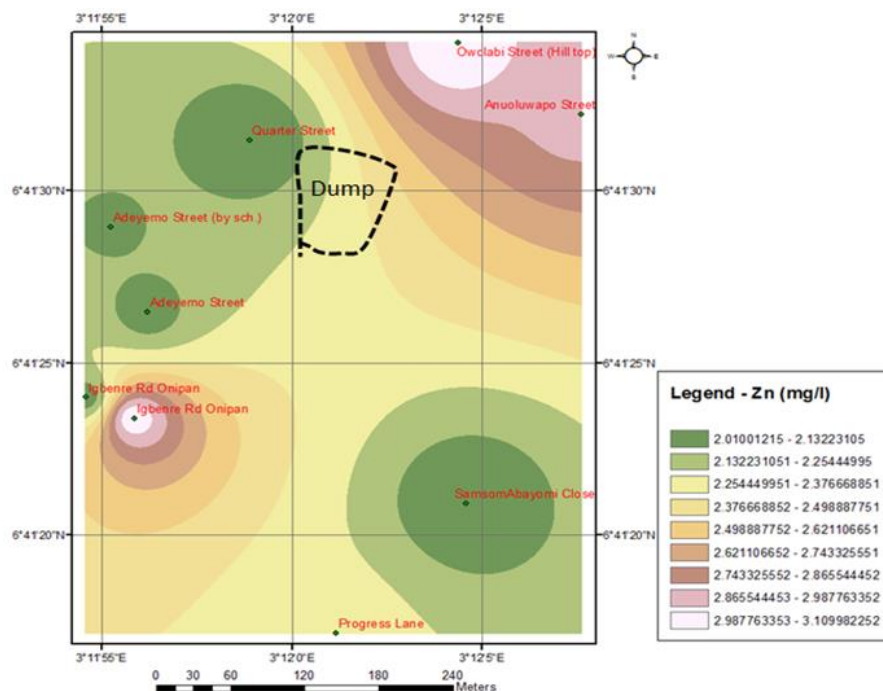 3°11'55"E 3°12'0"E 3°12'5"E
N
W E
S
Owolabi Street (Hill top)
Anuoluwapo Street
Quarter Street
6°41'30"N 6°41'30"N
Dump
Adeyemo Street (by sch.)
Adeyemo Street
6°41'25"N 6°41'25"N
Igbenre Rd Onipan
Igbenre Rd Onipan
Legend - Zn (mg/l)
2.01001215 - 2.13223105
2.132231051 - 2.25444995
2.254449951 - 2.376668851
2.376668852 - 2.498887751
2.498887752 - 2.621106651
2.621106652 - 2.743325551
2.743325552 - 2.865544452
2.865544453 - 2.987763352
2.987763353 - 3.109982252
SamsomAbayomi Close
6°41'20"N 6°41'20"N
Progress Lane
3°11'55"E 3°12'0"E 3°12'5"E
0 30 60 120 180 240
Meters